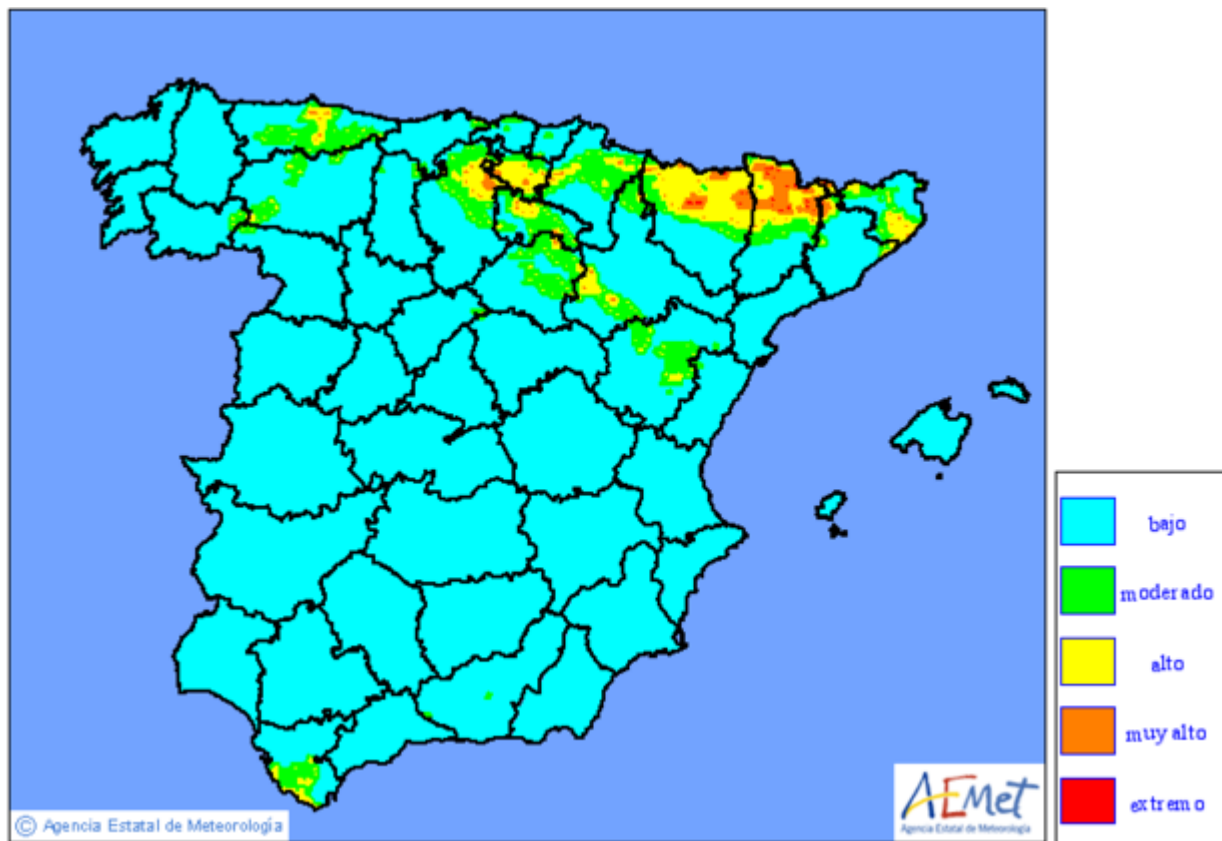 bajo
moderado
alto
muy alto
extremo
AEMet
Agencia Estatal de Meteorología
© Agencia Estatal de Meteorología